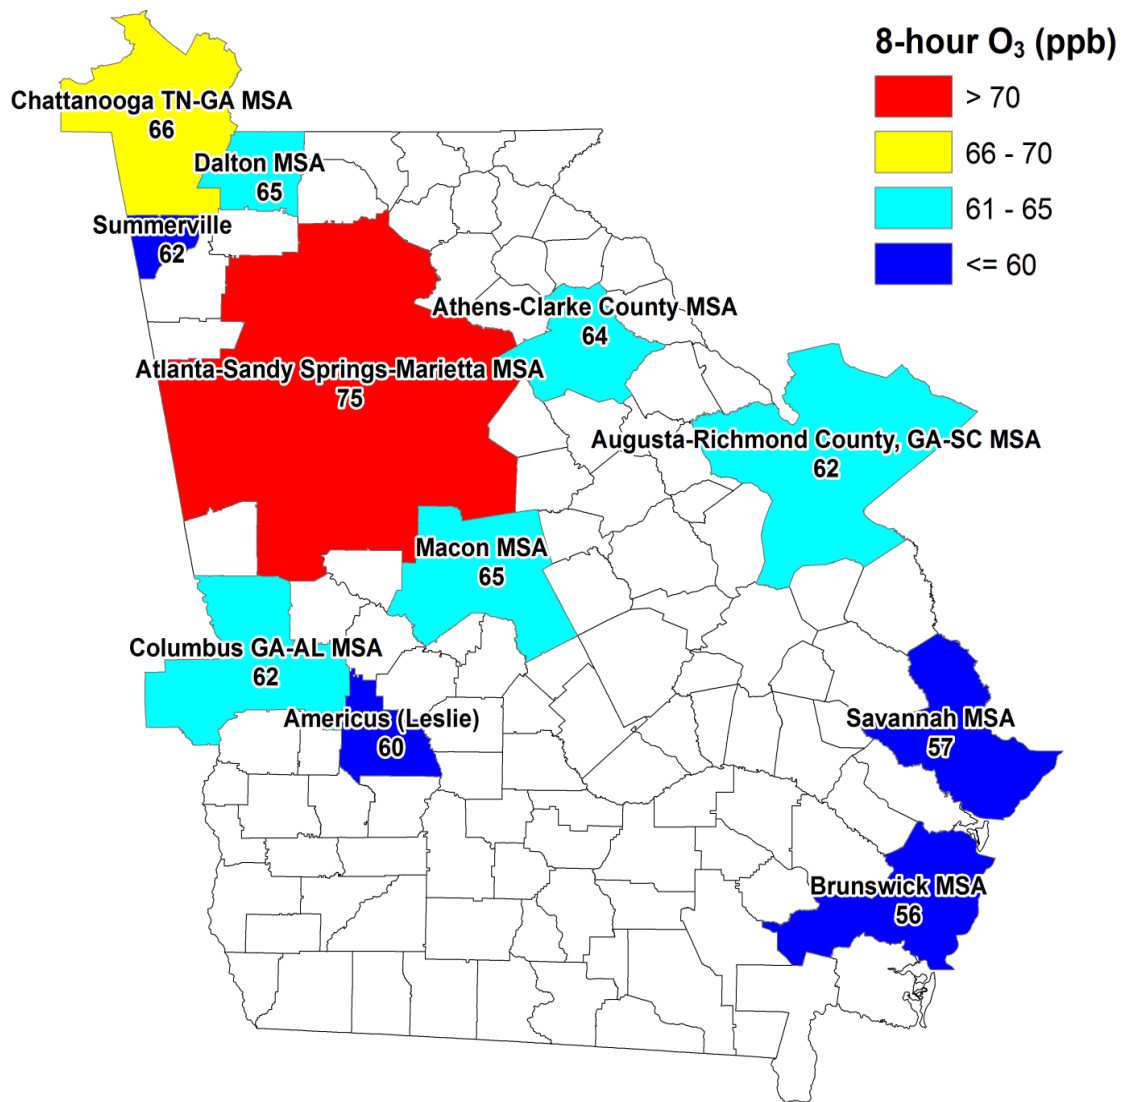 8-hour O₃ (ppb)
> 70
66 - 70
61 - 65
<= 60
Chattanooga TN-GA MSA
66
Dalton MSA
65
Summerville
62
Athens-Clarke County MSA
64
Atlanta-Sandy Springs-Marietta MSA
75
Augusta-Richmond County, GA-SC MSA
62
Macon MSA
65
Columbus GA-AL MSA
62
Americus (Leslie)
60
Savannah MSA
57
Brunswick MSA
56